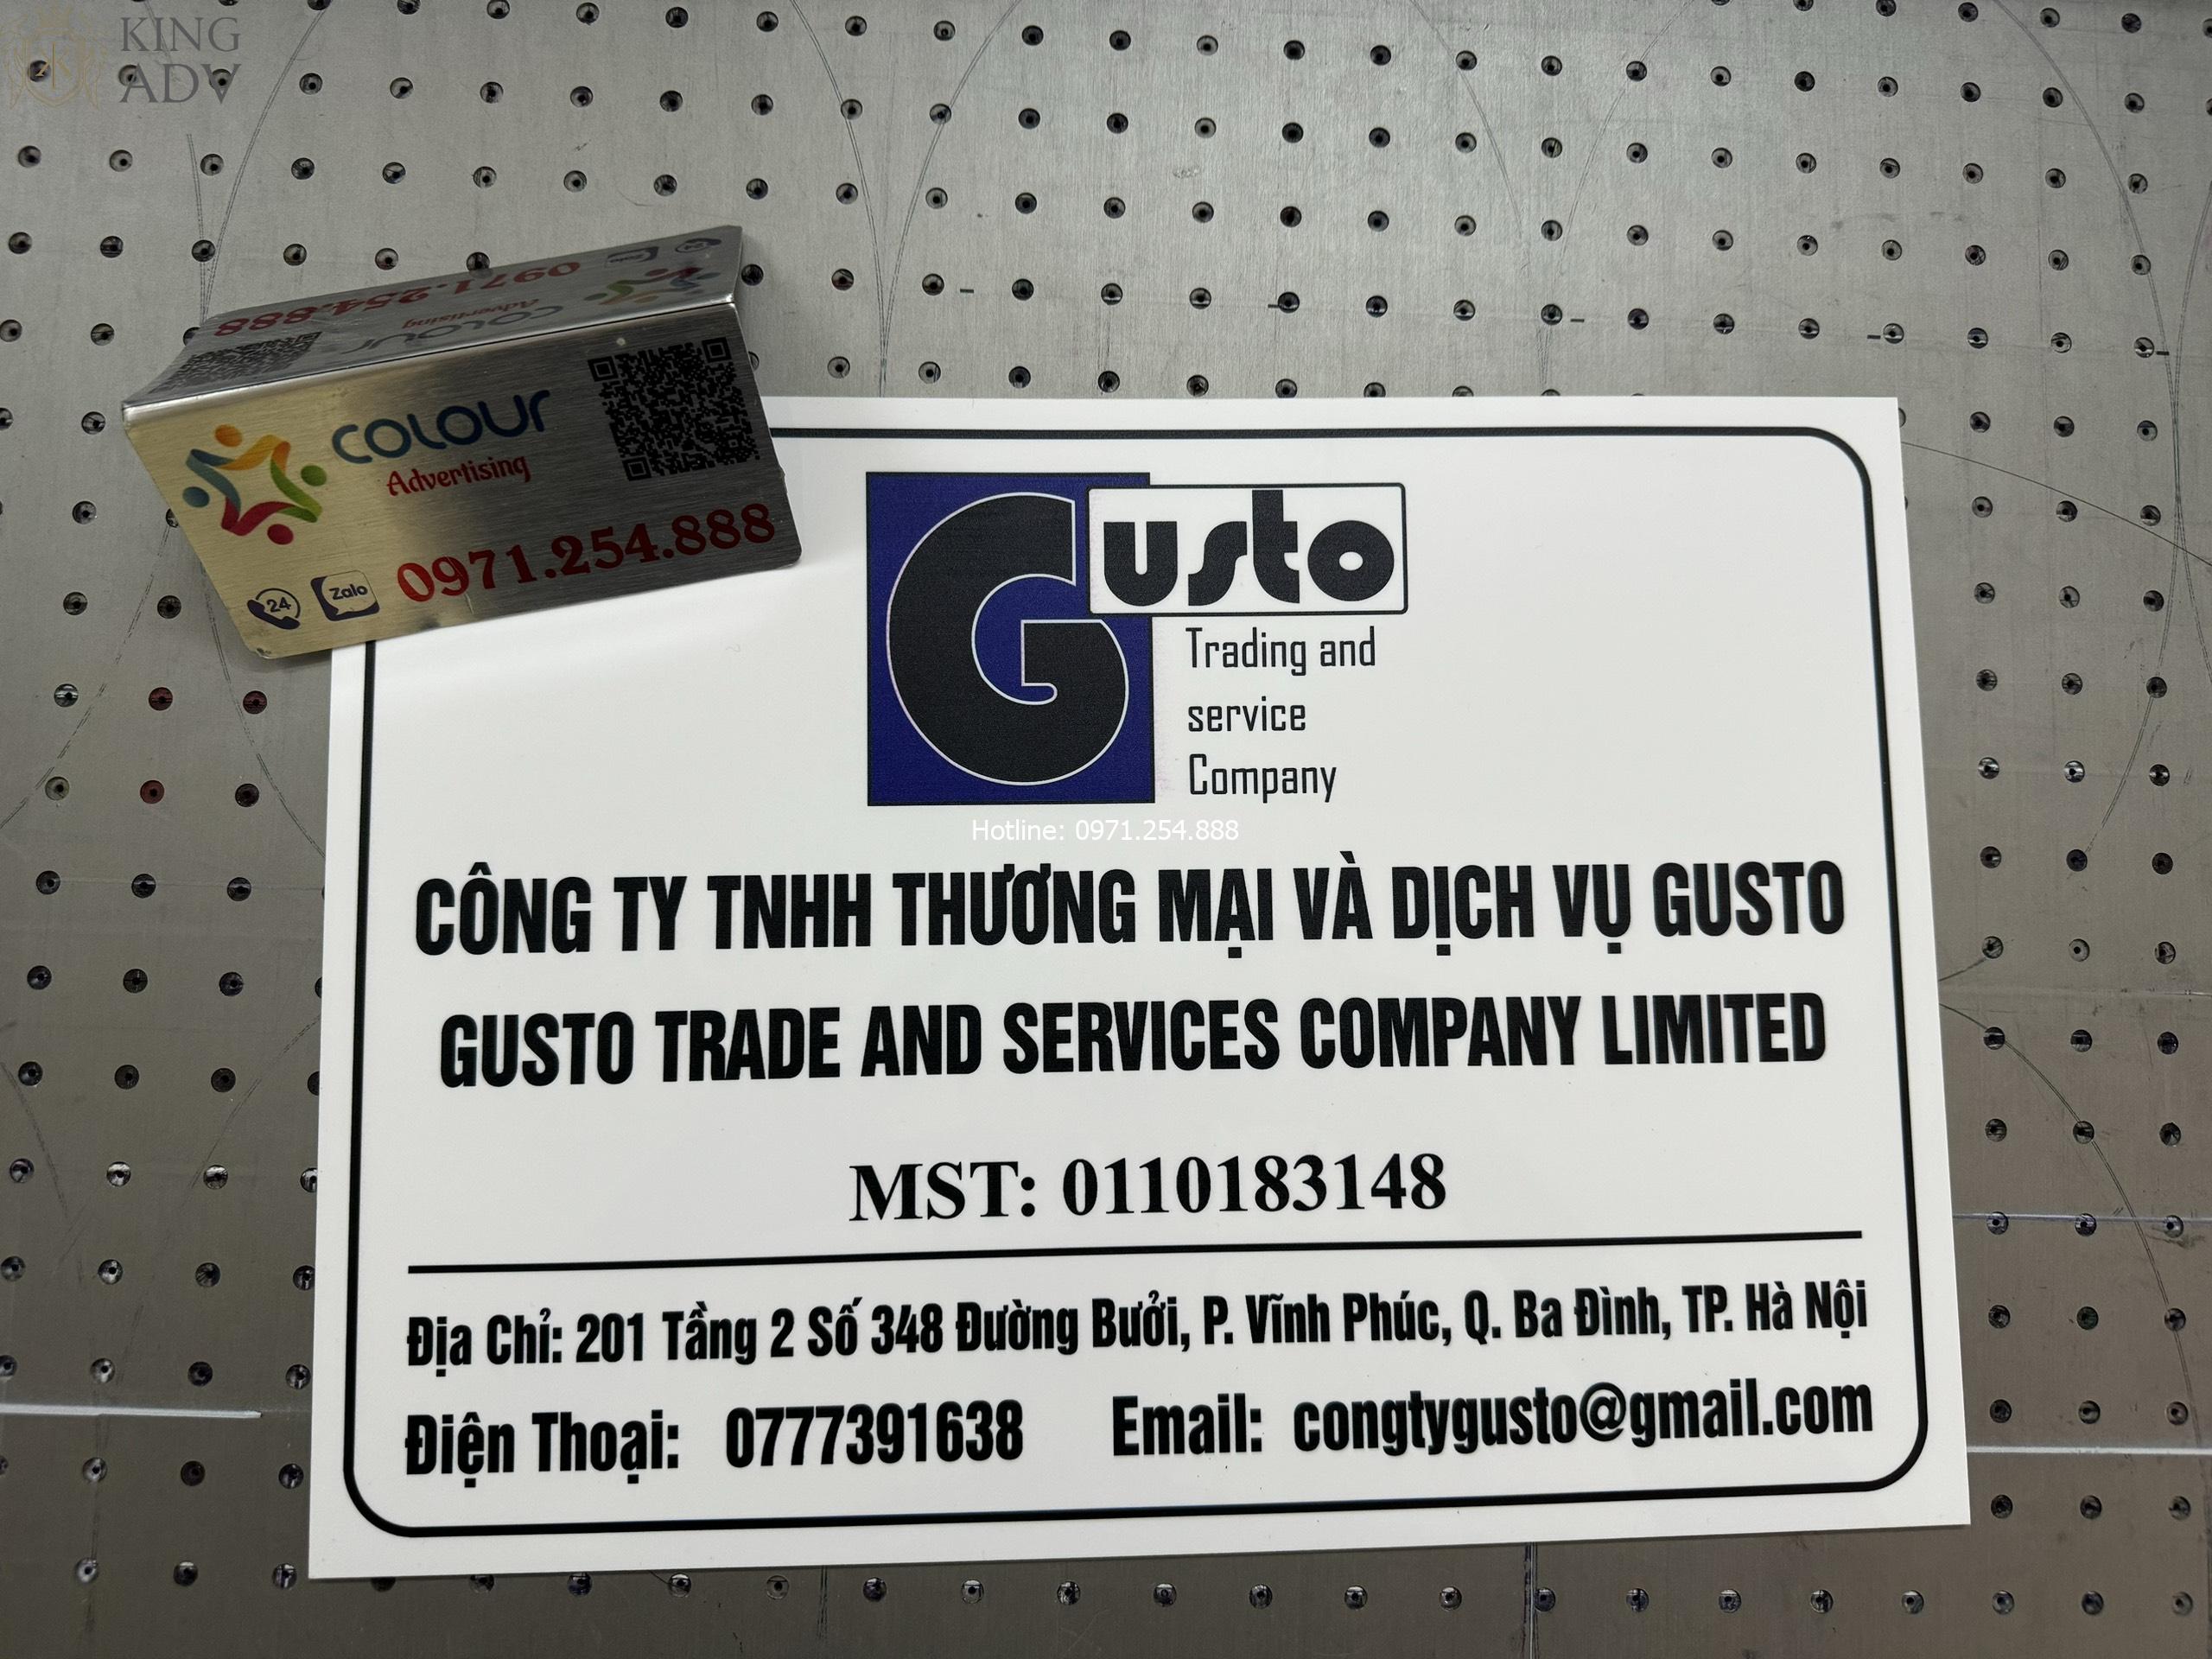 KING
ADV
0971.254.888
Zalo
COLOUR
Advertising
COLOUR
Advertising
24
Zalo
0971.254.888
Gusto
Trading and
service
Company
Hotline: 0971.254.888
CÔNG TY TNHH THƯƠNG MẠI VÀ DỊCH VỤ GUSTO
GUSTO TRADE AND SERVICES COMPANY LIMITED
MST: 0110183148
Địa Chỉ: 201 Tầng 2 Số 348 Đường Bưởi, P. Vĩnh Phúc, Q. Ba Đình, TP. Hà Nội
Điện Thoại: 0777391638 Email: congtygusto@gmail.com